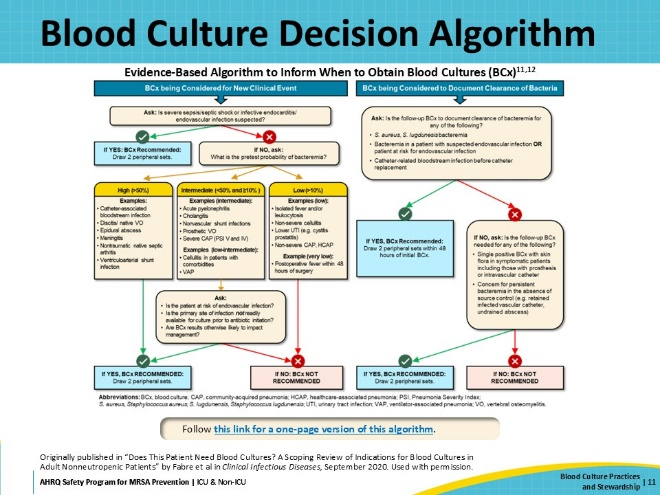 Blood Culture Decision Algorithm
Evidence-Based Algorithm to Inform When to Obtain Blood Cultures (BCx)11,12
BCx being Considered for New Clinical Event
Ask: Is severe sepsis/septic shock or infective endocarditis/
endovascular infection suspected?
If YES: BCx Recommended:
Draw 2 peripheral sets.
If NO, ask:
What is the pretest probability of bacteremia?
High (>50%)
Examples:
• Catheter-associated
bloodstream infection
• Discitis/ native VO
• Epidural abscess
• Meningitis
• Nontraumatic native septic
arthritis
• Ventriculoatrial shunt
infection
Intermediate (<50% and ≥10% )
Examples (intermediate):
• Acute pyelonephritis
• Cholangitis
• Nonvascular shunt infections
• Prosthetic VO
• Severe CAP (PSI V and IV)
Examples (low-intermediate):
• Cellulitis in patients with
comorbidities
• VAP
Low (>10%)
Examples (low):
• Isolated fever and/or
leukocytosis
• Non-severe cellulitis
• Lower UTI (e.g. cystitis
prostatitis)
• Non-severe CAP, HCAP
Example (very low):
• Postoperative fever within 48
hours of surgery
Ask:
• Is the patient at risk of endovascular infection?
• Is the primary site of infection not readily
available for culture prior to antibiotic initiation?
• Are BCx results otherwise likely to impact
management?
If YES, BCx RECOMMENDED:
Draw 2 peripheral sets.
If NO: BCx NOT
RECOMMENDED
BCx being Considered to Document Clearance of Bacteria
Ask: Is the follow-up BCx to document clearance of bacteremia for
any of the following?
• S. aureus, S. lugdunesis bacteremia
• Bacteremia in a patient with suspected endovascular infection OR
patient at risk for endovascular infection
• Catheter-related bloodstream infection before catheter
replacement
If YES, BCx Recommended:
Draw 2 peripheral sets within 48
hours of initial BCx.
If NO, ask: Is the follow-up BCx
needed for any of the following?
• Single positive BCx with skin
flora in symptomatic patients
including those with prosthesis
or intravascular catheter
• Concern for persistent
bacteremia in the absence of
source control (e.g. retained
infected vascular catheter,
undrained abscess)
If YES, BCx RECOMMENDED:
Draw 2 peripheral sets.
If NO: BCx NOT
RECOMMENDED
Abbreviations: BCx, blood culture; CAP, community-acquired pneumonia; HCAP, healthcare-associated pneumonia; PSI, Pneumonia Severity Index;
S. aureus, Staphylococcus aureus; S. lugdunensis, Staphylococcus lugdunensis; UTI, urinary tract infection; VAP, ventilator-associated pneumonia; VO, vertebral osteomyelitis.
Follow this link for a one-page version of this algorithm.
Originally published in “Does This Patient Need Blood Cultures? A Scoping Review of Indications for Blood Cultures in
Adult Nonneutropenic Patients” by Fabre et al in Clinical Infectious Diseases, September 2020. Used with permission.
AHRQ Safety Program for MRSA Prevention | ICU & Non-ICU
Blood Culture Practices
and Stewardship | 11